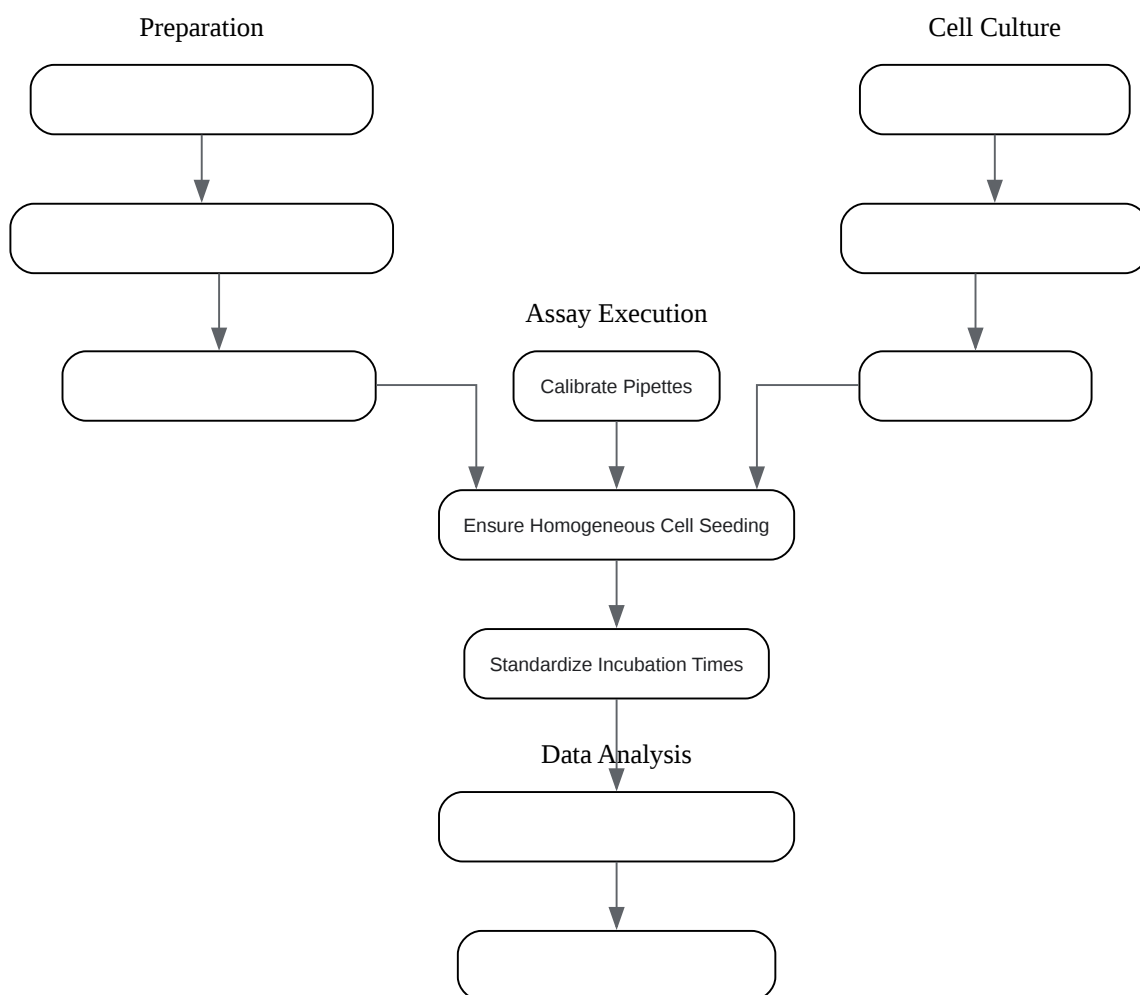 Preparation
Cell Culture
Assay Execution
Calibrate Pipettes
Ensure Homogeneous Cell Seeding
Standardize Incubation Times
Data Analysis